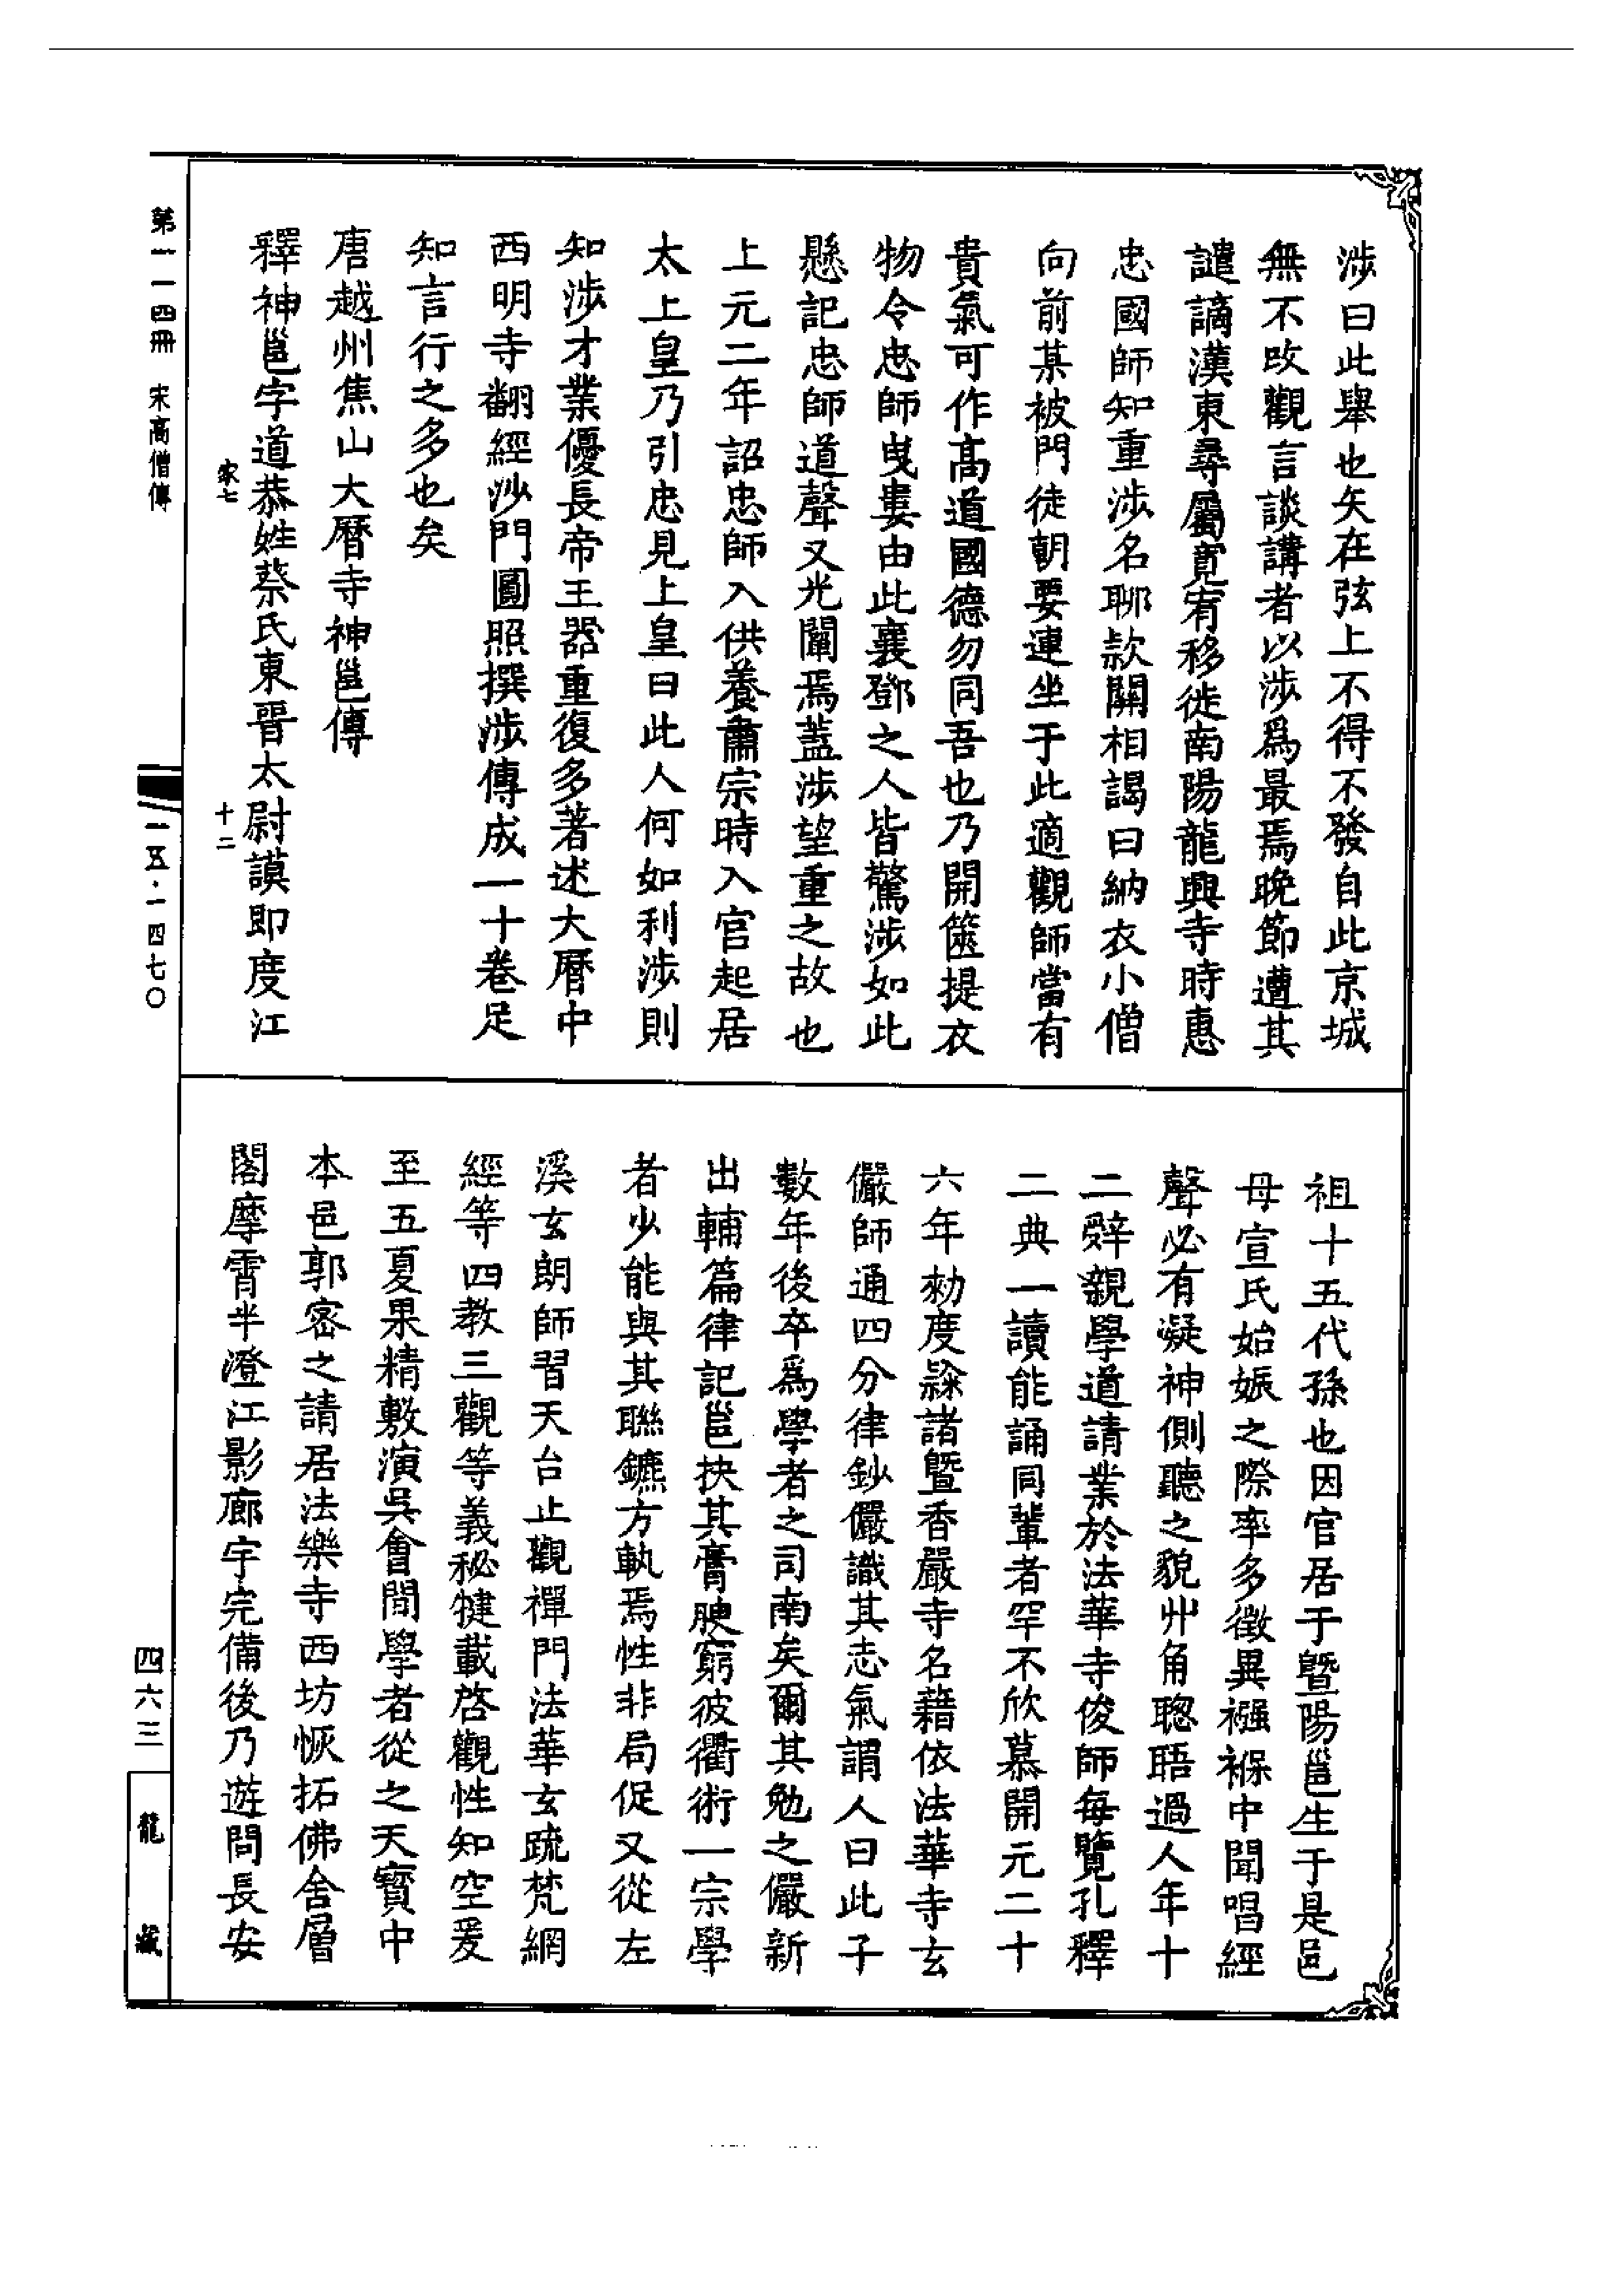 涉曰此舉也矢在弦上不得不發自此京城
無不改觀言談講者以涉爲最焉晚節遭其
譴謫漢東尋屬寬宥移徙南陽龍興寺時惠
忠國師知重涉名聊款關相謁曰納衣小僧
向前某被門徒朝要連坐于此適觀師當有
貴氣可作高道國德勿同吾也乃開篋提衣
物令忠師曳婁由此襄鄧之人皆驚涉如此
懸記忠師道聲又光闡焉蓋涉望重之故也
上元二年詔忠師入供養肅宗時入官起居
太上皇乃引忠見上皇曰此人何如利涉則
知涉才業優長帝王器重復多著述大曆中
西明寺翻經沙門圓照撰涉傳成一十卷足
知言行之多也矣
唐越州焦山大曆寺神邕傳
釋神邕字道恭姓蔡氏東晉太尉謨即度江
家七
十二
祖十五代孫也因官居于暨陽邕生于是邑
母宣氏始娠之際率多徵異襁褓中聞唱經
聲必有凝神側聽之貌丱角聰晤過人年十
二辭親學道請業於法華寺俊師每覽孔釋
二典一讀能誦同輩者罕不欣慕開元二十
六年勑度隸諸暨香嚴寺名藉依法華寺玄
儼師通四分律鈔儼識其志氣謂人曰此子
數年後卒爲學者之司南矣爾其勉之儼新
出輔篇律記邕抉其膏腴窮彼衢術一宗學
者少能與其聯鑣方軌焉性非局促又從左
溪玄朗師習天台止觀禪門法華玄疏梵網
經等四教三觀等義秘犍載啓觀性知空爰
至五夏果精敷演吳會間學者從之天寶中
本邑郭密之請居法樂寺西坊恢拓佛舍層
閣摩霄半澄江影廊宇完備後乃遊問長安
第一一四冊　宋高僧傳
一五·一四七〇
四六三
龍藏